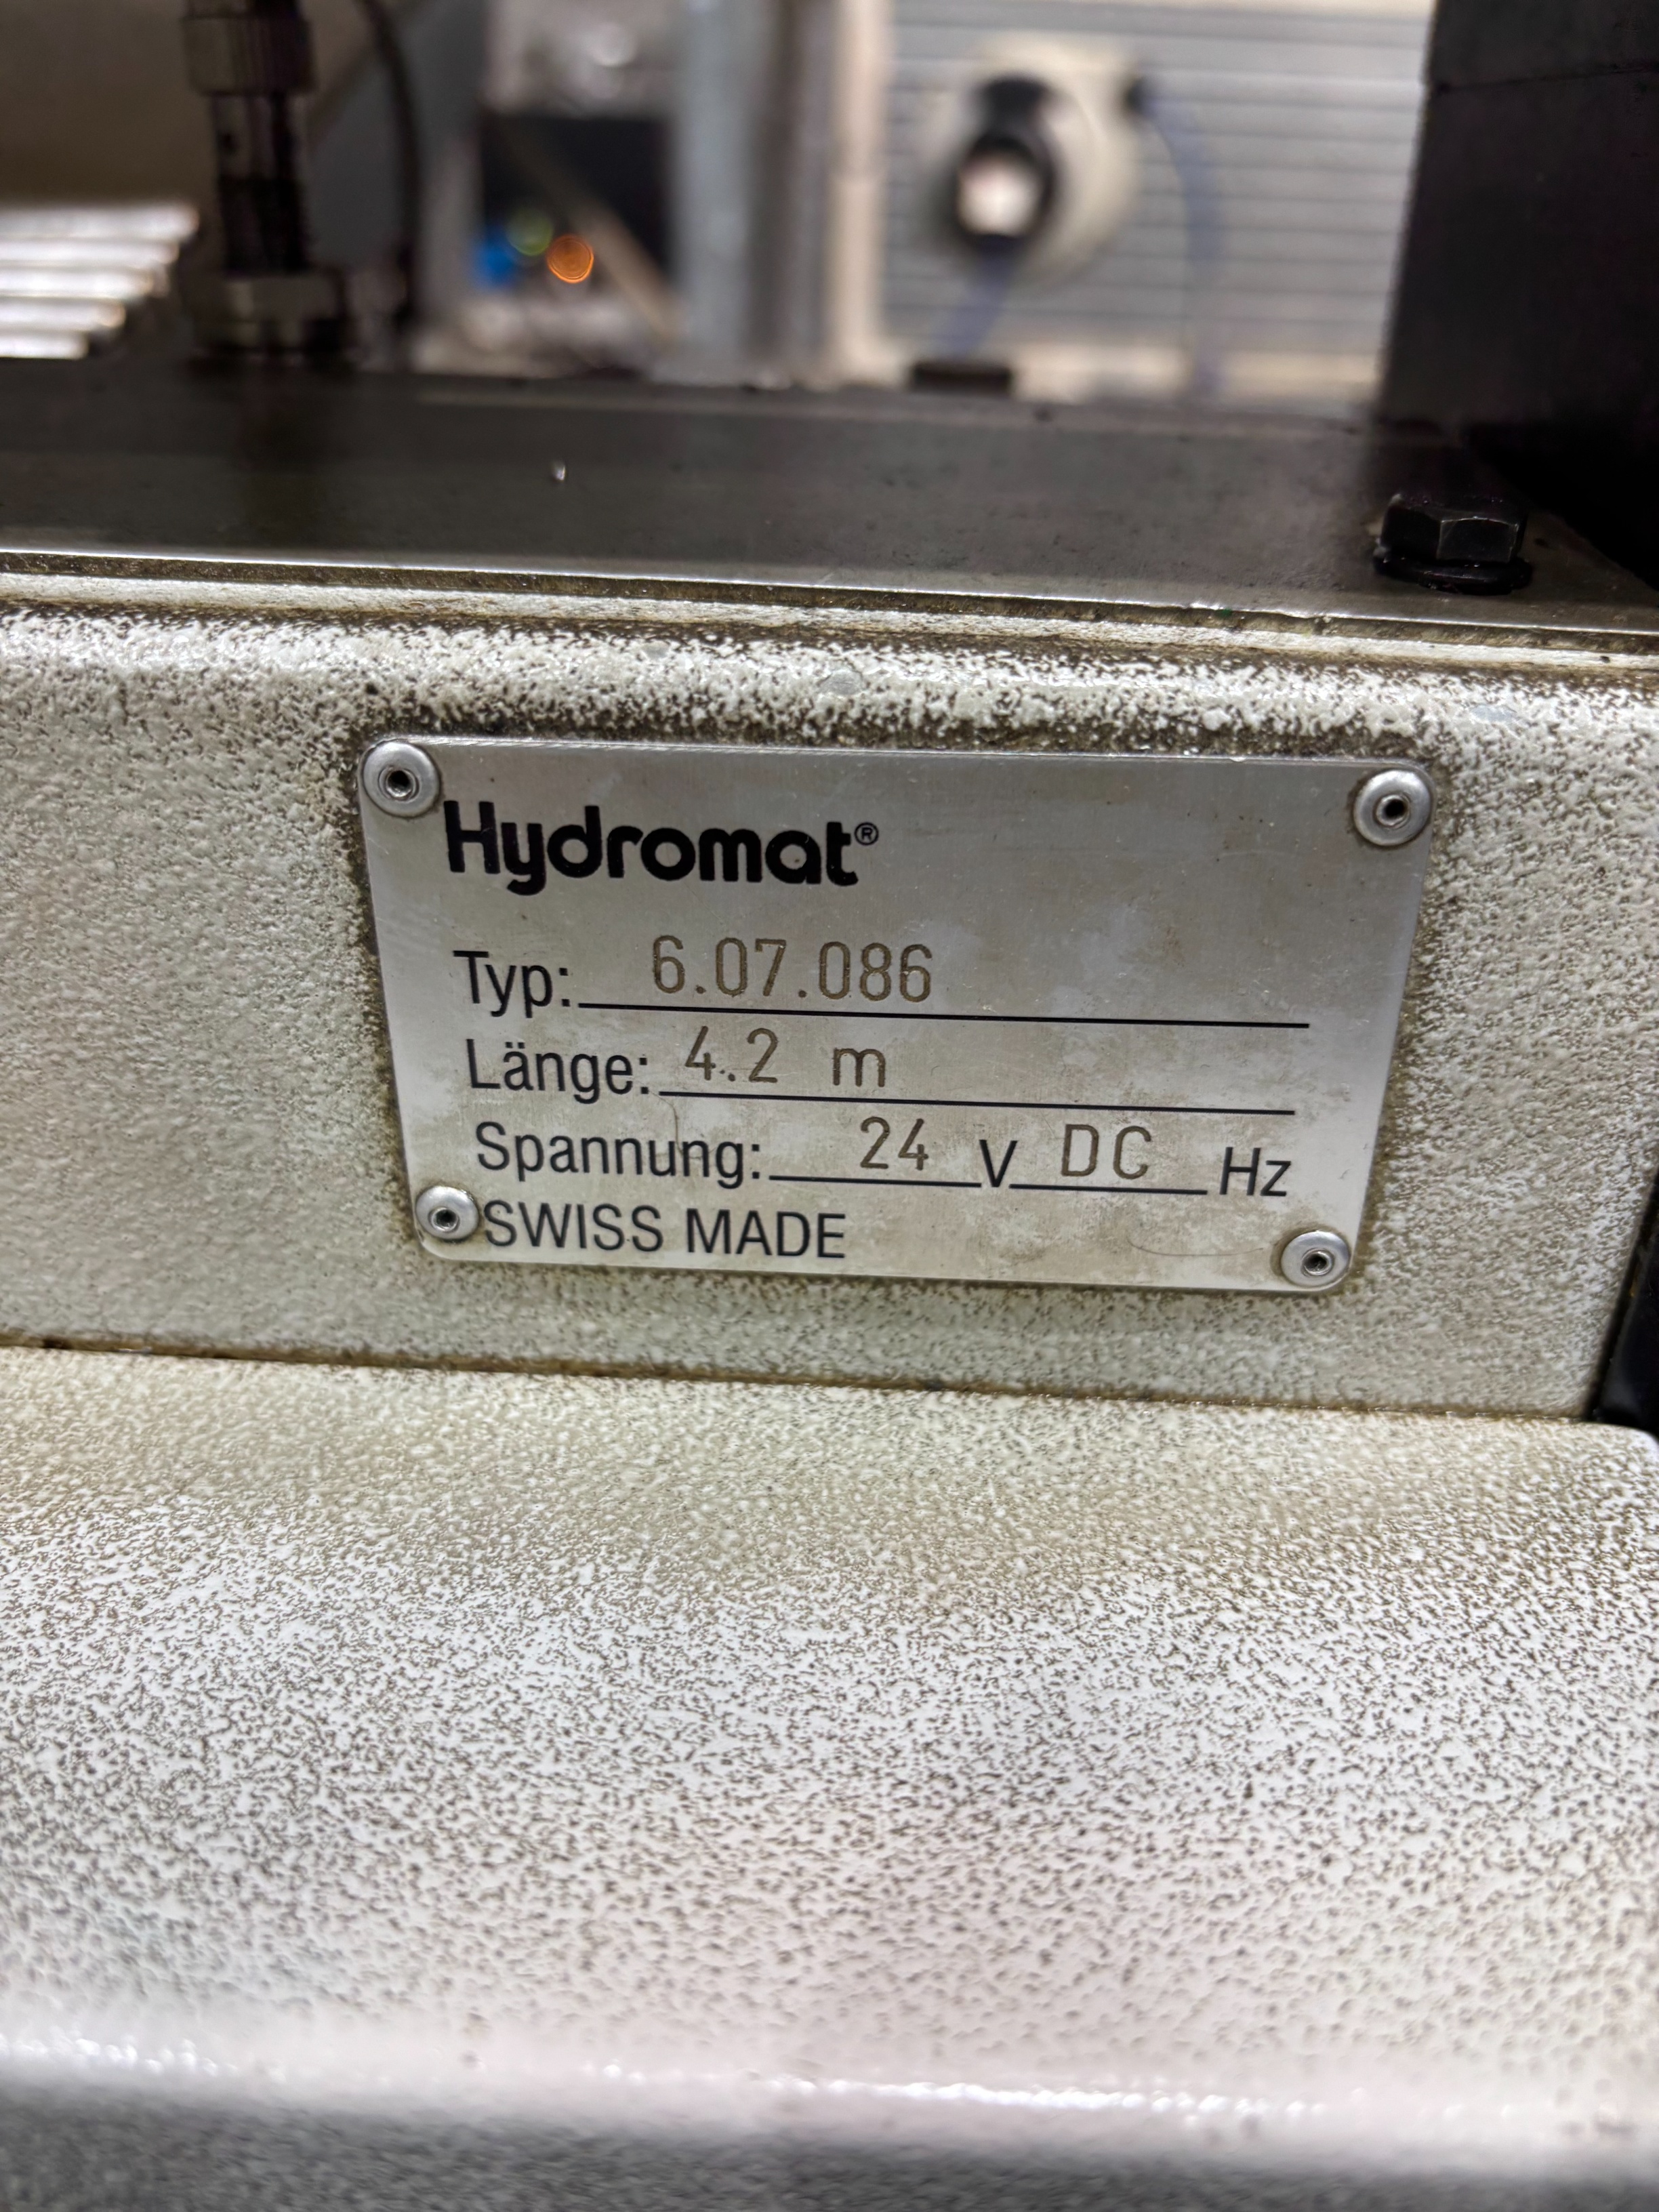 Hydromat®
Typ: 6.07.086
Länge: 4.2 m
Spannung: 24 V DC Hz
SWISS MADE